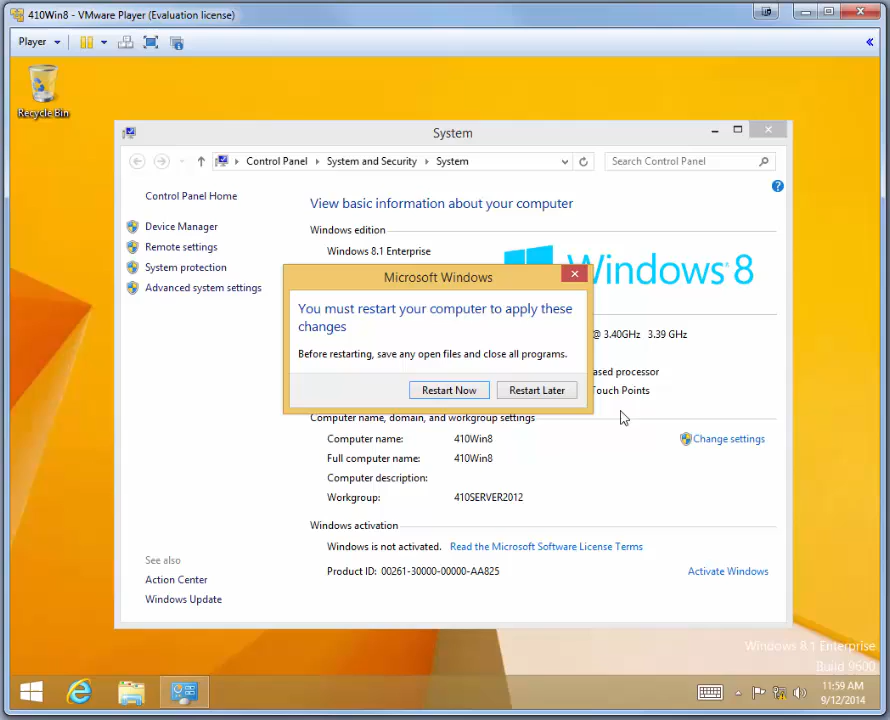 410Win8 - VMware Player (Evaluation license)
Player
Recycle Bin
System
Control Panel System and Security System
Search Control Panel
Control Panel Home
Device Manager
Remote settings
System protection
Advanced system settings
See also
Action Center
Windows Update
View basic information about your computer
Windows edition
Windows 8.1 Enterprise
Windows 8
@ 3.40GHz 3.39 GHz
ased processor
Touch Points
Microsoft Windows
You must restart your computer to apply these
changes
Before restarting, save any open files and close all programs.
Restart Now Restart Later
Computer name, domain, and workgroup settings
Computer name: 410Win8
Change settings
Full computer name: 410Win8
Computer description:
Workgroup: 410SERVER2012
Windows activation
Windows is not activated. Read the Microsoft Software License Terms
Product ID: 00261-30000-00000-AA825
Activate Windows
Windows 8.1 Enterprise
Build 9600
11:59 AM
9/12/2014